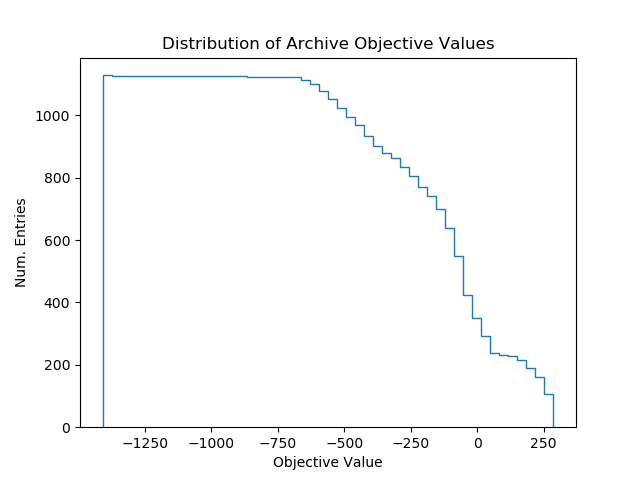 Distribution of Archive Objective Values
Num. Entries
1000
800
600
400
200
0
−1250 −1000 −750 −500 −250 0 250
Objective Value